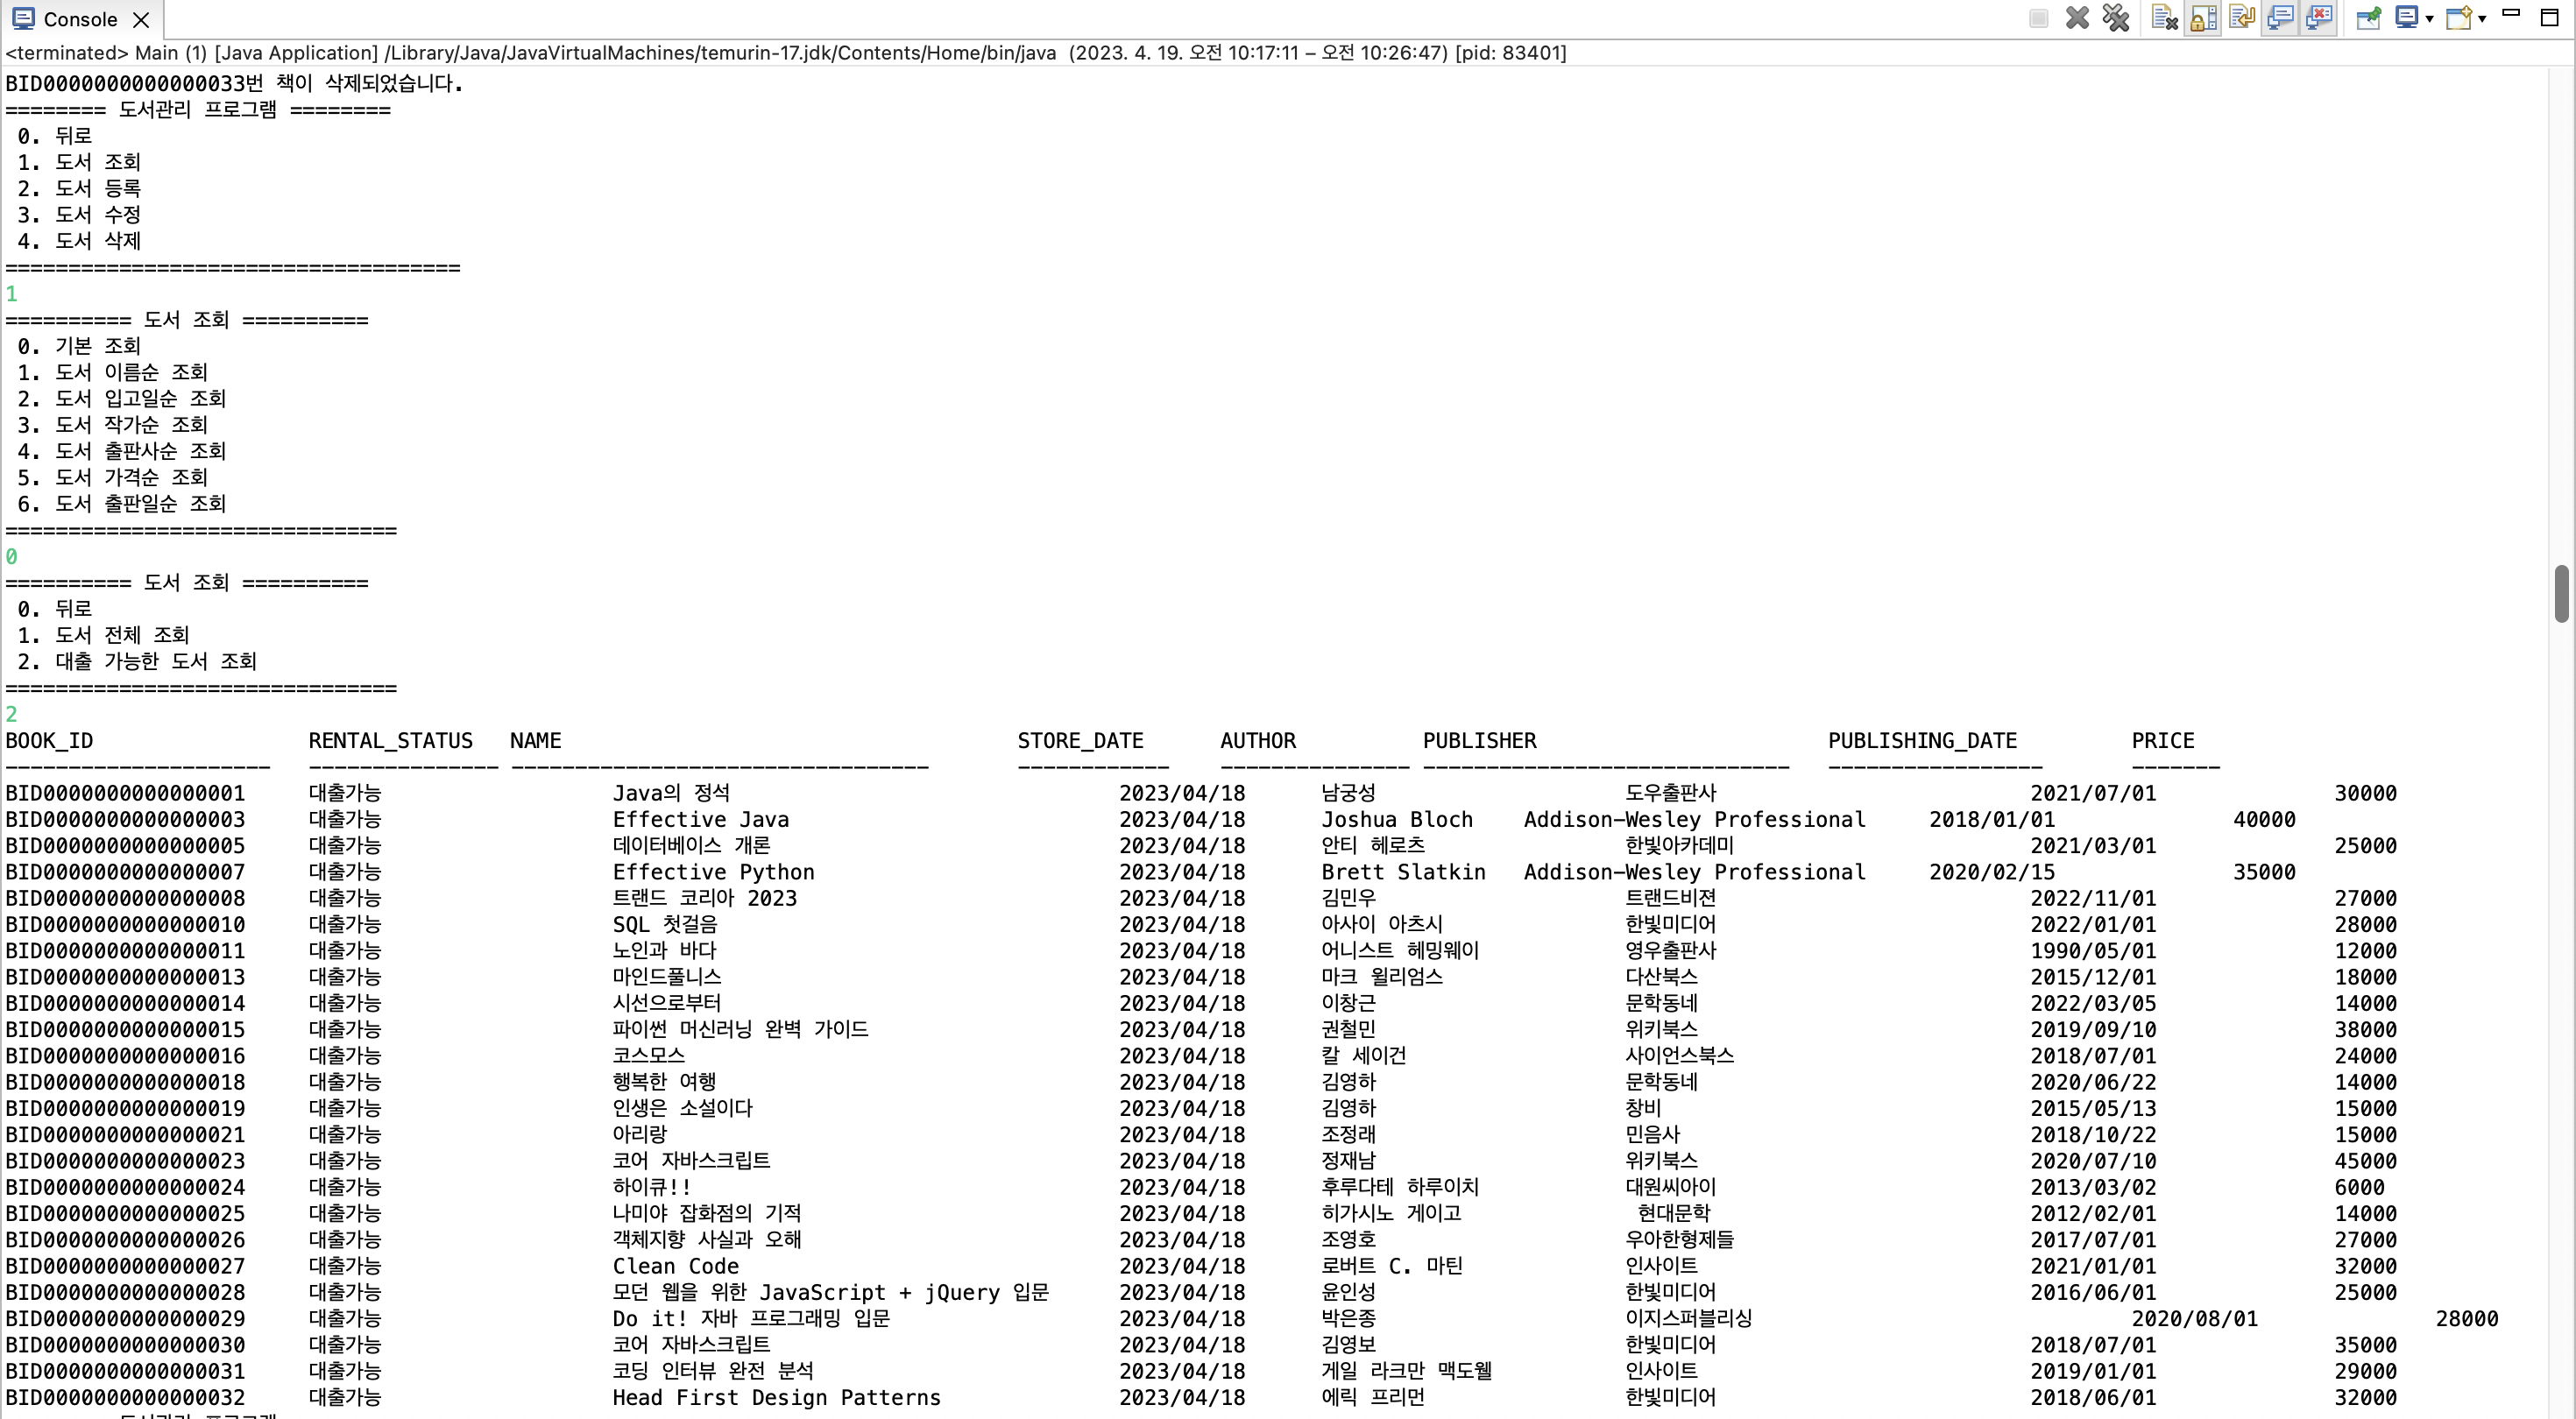 Console
<terminated> Main (1) [Java Application] /Library/Java/JavaVirtualMachines/temurin-17.jdk/Contents/Home/bin/java  (2023. 4. 19. 오전 10:17:11 – 오전 10:26:47) [pid: 83401]
BID0000000000000033번 책이 삭제되었습니다.
======== 도서관리 프로그램 ========
0. 뒤로
1. 도서 조회
2. 도서 등록
3. 도서 수정
4. 도서 삭제
====================================
1
========== 도서 조회 ==========
0. 기본 조회
1. 도서 이름순 조회
2. 도서 입고일순 조회
3. 도서 작가순 조회
4. 도서 출판사순 조회
5. 도서 가격순 조회
6. 도서 출판일순 조회
===============================
0
========== 도서 조회 ==========
0. 뒤로
1. 도서 전체 조회
2. 대출 가능한 도서 조회
===============================
2
BOOK_ID RENTAL_STATUS NAME STORE_DATE AUTHOR PUBLISHER PUBLISHING_DATE PRICE
--------------------- --------------- --------------------------------- ------------ --------------- ----------------------------- ----------------- -------
BID0000000000000001 대출가능 Java의 정석 2023/04/18 남궁성 도우출판사 2021/07/01 30000
BID0000000000000003 대출가능 Effective Java 2023/04/18 Joshua Bloch Addison-Wesley Professional 2018/01/01 40000
BID0000000000000005 대출가능 데이터베이스 개론 2023/04/18 안티 헤로츠 한빛아카데미 2021/03/01 25000
BID0000000000000007 대출가능 Effective Python 2023/04/18 Brett Slatkin Addison-Wesley Professional 2020/02/15 35000
BID0000000000000008 대출가능 트랜드 코리아 2023 2023/04/18 김민우 트랜드비젼 2022/11/01 27000
BID0000000000000010 대출가능 SQL 첫걸음 2023/04/18 아사이 아츠시 한빛미디어 2022/01/01 28000
BID0000000000000011 대출가능 노인과 바다 2023/04/18 어니스트 헤밍웨이 영우출판사 1990/05/01 12000
BID0000000000000013 대출가능 마인드풀니스 2023/04/18 마크 윌리엄스 다산북스 2015/12/01 18000
BID0000000000000014 대출가능 시선으로부터 2023/04/18 이창근 문학동네 2022/03/05 14000
BID0000000000000015 대출가능 파이썬 머신러닝 완벽 가이드 2023/04/18 권철민 위키북스 2019/09/10 38000
BID0000000000000016 대출가능 코스모스 2023/04/18 칼 세이건 사이언스북스 2018/07/01 24000
BID0000000000000018 대출가능 행복한 여행 2023/04/18 김영하 문학동네 2020/06/22 14000
BID0000000000000019 대출가능 인생은 소설이다 2023/04/18 김영하 창비 2015/05/13 15000
BID0000000000000021 대출가능 아리랑 2023/04/18 조정래 민음사 2018/10/22 15000
BID0000000000000023 대출가능 코어 자바스크립트 2023/04/18 정재남 위키북스 2020/07/10 45000
BID0000000000000024 대출가능 하이큐!! 2023/04/18 후루다테 하루이치 대원씨아이 2013/03/02 6000
BID0000000000000025 대출가능 나미야 잡화점의 기적 2023/04/18 히가시노 게이고 현대문학 2012/02/01 14000
BID0000000000000026 대출가능 객체지향 사실과 오해 2023/04/18 조영호 우아한형제들 2017/07/01 27000
BID0000000000000027 대출가능 Clean Code 2023/04/18 로버트 C. 마틴 인사이트 2021/01/01 32000
BID0000000000000028 대출가능 모던 웹을 위한 JavaScript + jQuery 입문 2023/04/18 윤인성 한빛미디어 2016/06/01 25000
BID0000000000000029 대출가능 Do it! 자바 프로그래밍 입문 2023/04/18 박은종 이지스퍼블리싱 2020/08/01 28000
BID0000000000000030 대출가능 코어 자바스크립트 2023/04/18 김영보 한빛미디어 2018/07/01 35000
BID0000000000000031 대출가능 코딩 인터뷰 완전 분석 2023/04/18 게일 라크만 맥도웰 인사이트 2019/01/01 29000
BID0000000000000032 대출가능 Head First Design Patterns 2023/04/18 에릭 프리먼 한빛미디어 2018/06/01 32000